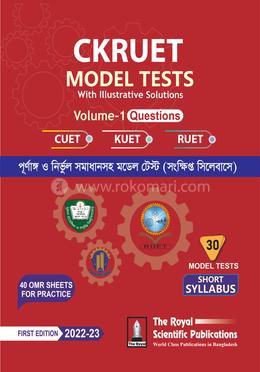 CKRUET
MODEL TESTS
With Illustrative Solutions
Volume-1 Questions
CUET KUET RUET
পূর্ণাঙ্গ ও নির্ভুল সমাধানসহ মডেল টেস্ট (সংক্ষিপ্ত সিলেবাসে)
rokomari.com
RUET
30
MODEL TESTS
SHORT
SYLLABUS
40 OMR SHEETS
FOR PRACTICE
FIRST EDITION 2022-23
The Royal
The Royal
Scientific Publications
World Class Publications in Bangladesh